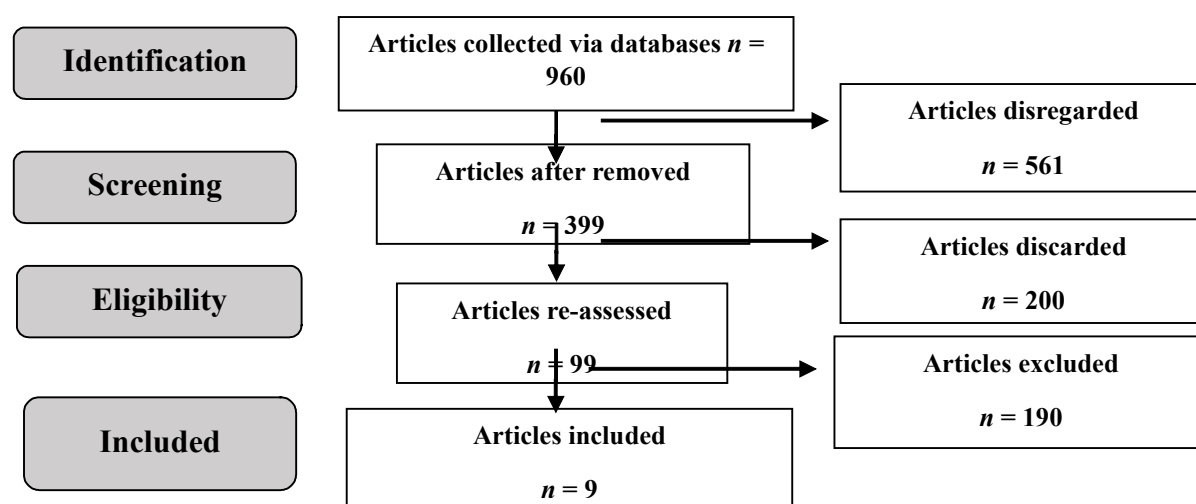 Identification
Articles collected via databases n =
960
Articles disregarded
n = 561
Screening
Articles after removed
n = 399
Articles discarded
n = 200
Eligibility
Articles re-assessed
n = 99
Articles excluded
n = 190
Included
Articles included
n = 9